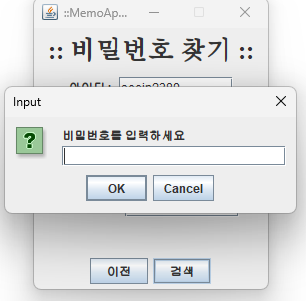 ::MemoAp...
:: 비밀번호 찾기 ::
Input
비밀번호를 입력하세요
OK Cancel
이전 검색